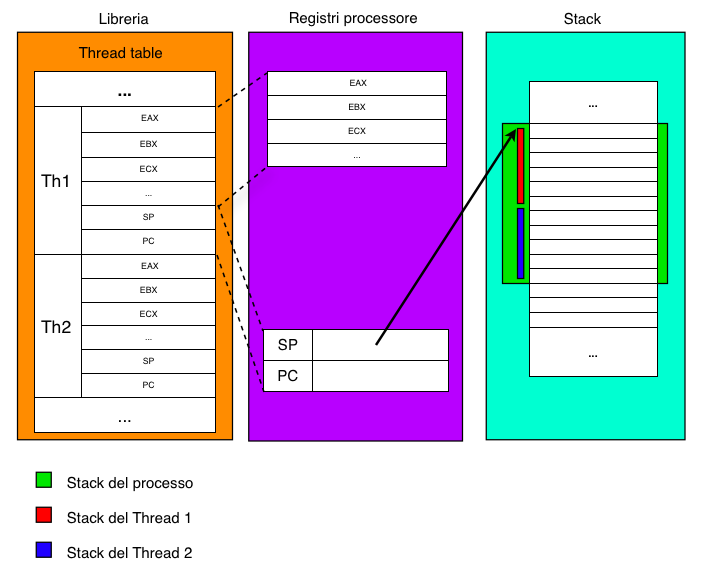 Libreria
Registri processore
Stack
Thread table
...
Th1
EAX
EBX
ECX
...
SP
PC
Th2
EAX
EBX
ECX
...
SP
PC
...
EAX
EBX
ECX
...
SP
PC
...
...
Stack del processo
Stack del Thread 1
Stack del Thread 2